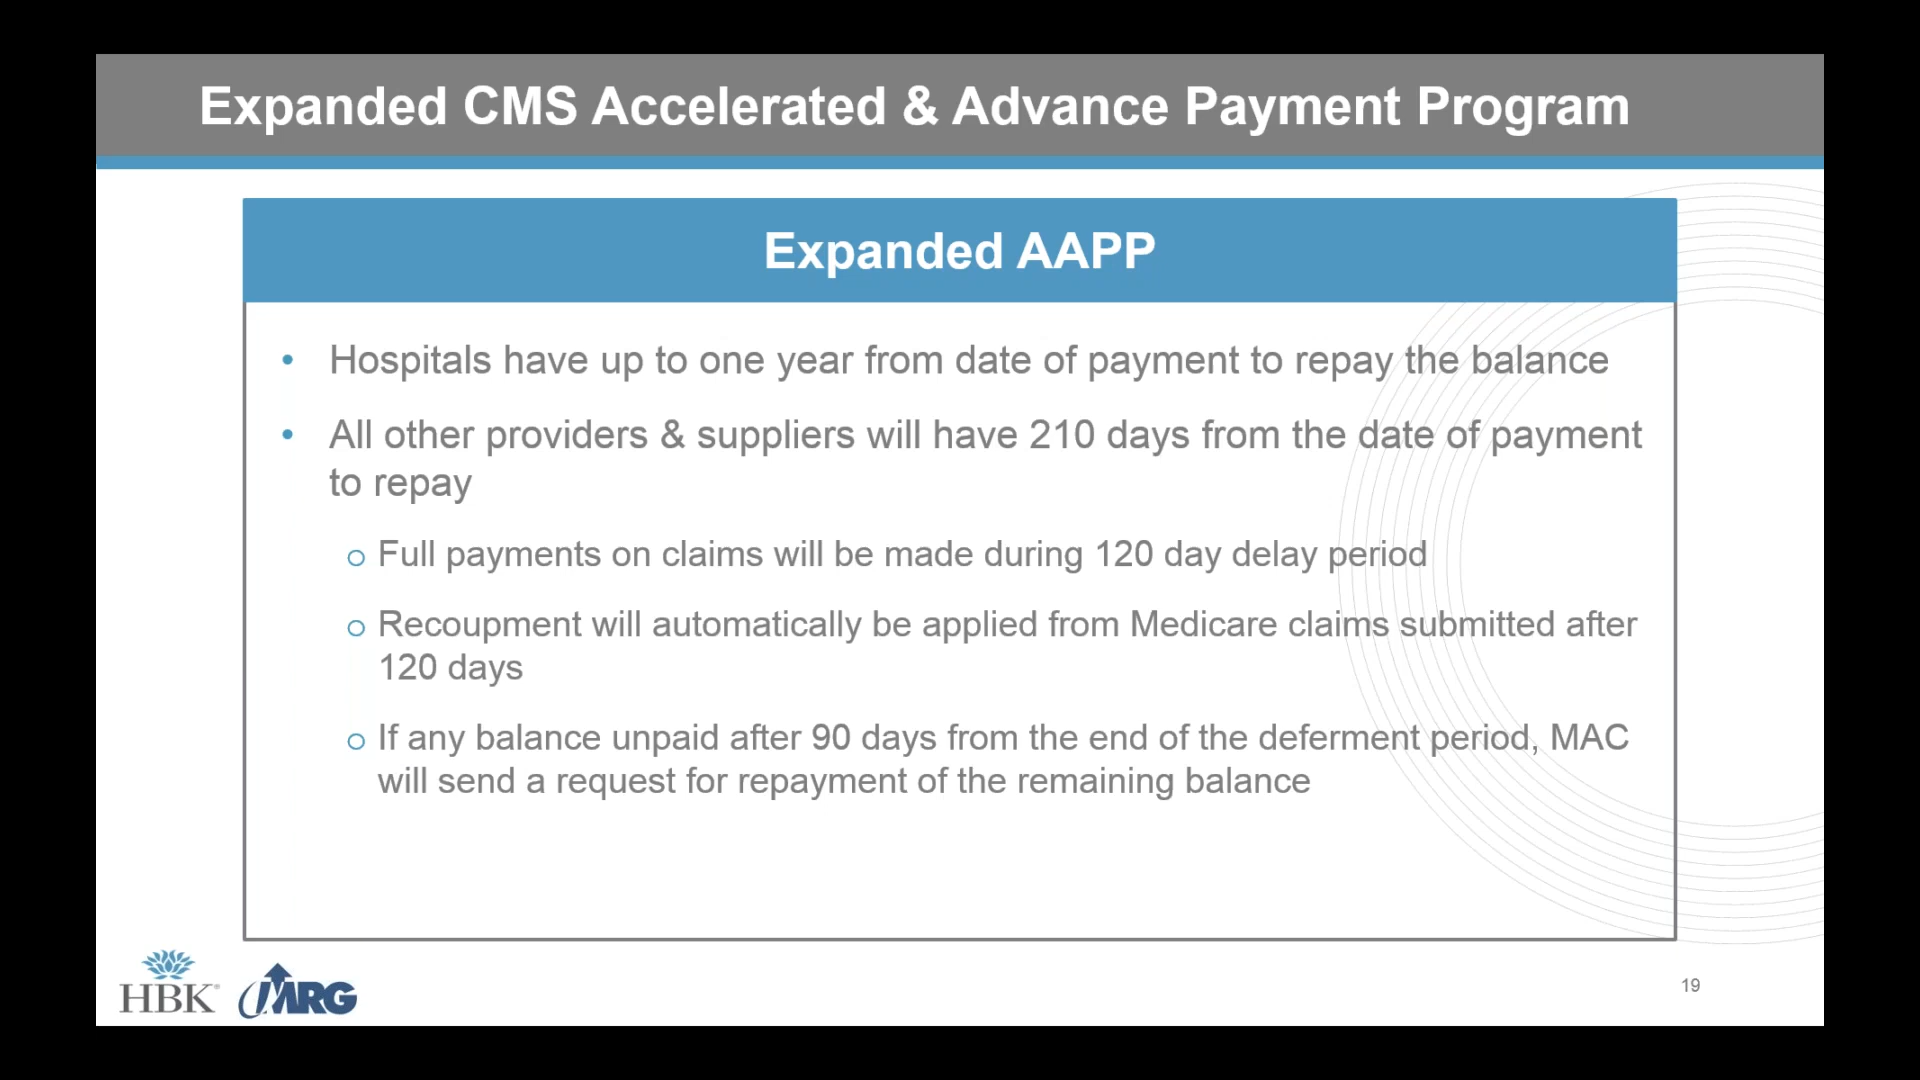 Expanded CMS Accelerated & Advance Payment Program
Expanded AAPP
• Hospitals have up to one year from date of payment to repay the balance
• All other providers & suppliers will have 210 days from the date of payment
to repay
o Full payments on claims will be made during 120 day delay period
o Recoupment will automatically be applied from Medicare claims submitted after
120 days
o If any balance unpaid after 90 days from the end of the deferment period, MAC
will send a request for repayment of the remaining balance
HBK
MRG
19